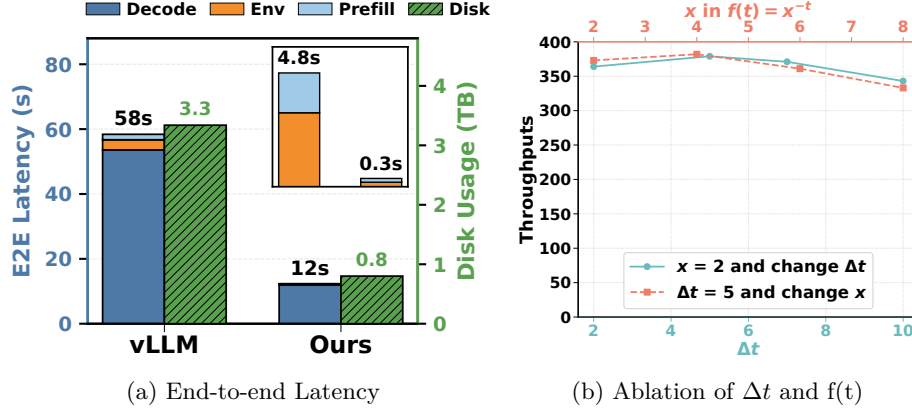 Decode Env Prefill Disk
E2E Latency (s)
80
60
40
20
0
58s
3.3
4.8s
0.3s
12s
0.8
vLLM Ours
4
3
2
1
0
Disk Usage (TB)
(a) End-to-end Latency
x in f(t) = x^{-t}
2 3 4 5 6 7 8
Throughputs
400
350
300
250
200
150
100
50
0
x = 2 and change Δt
Δt = 5 and change x
2 4 6 8 10
Δt
(b) Ablation of Δt and f(t)